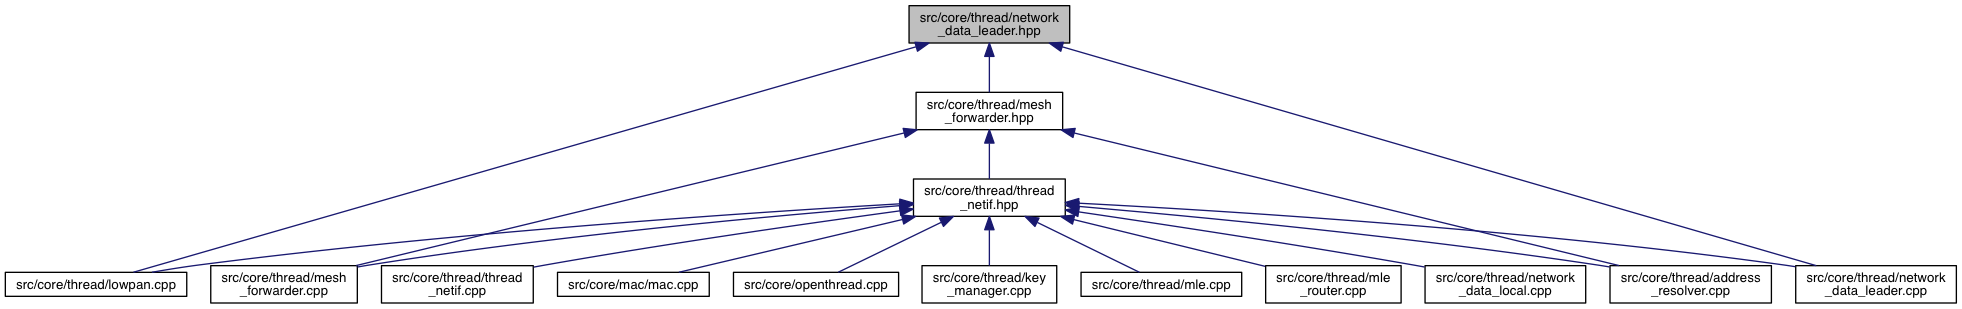 src/core/thread/network
_data_leader.hpp
src/core/thread/mesh
_forwarder.hpp
src/core/thread/thread
_netif.hpp
src/core/thread/lowpan.cpp
src/core/thread/mesh
_forwarder.cpp
src/core/thread/thread
_netif.cpp
src/core/mac/mac.cpp
src/core/openthread.cpp
src/core/thread/key
_manager.cpp
src/core/thread/mle.cpp
src/core/thread/mle
_router.cpp
src/core/thread/network
_data_local.cpp
src/core/thread/address
_resolver.cpp
src/core/thread/network
_data_leader.cpp